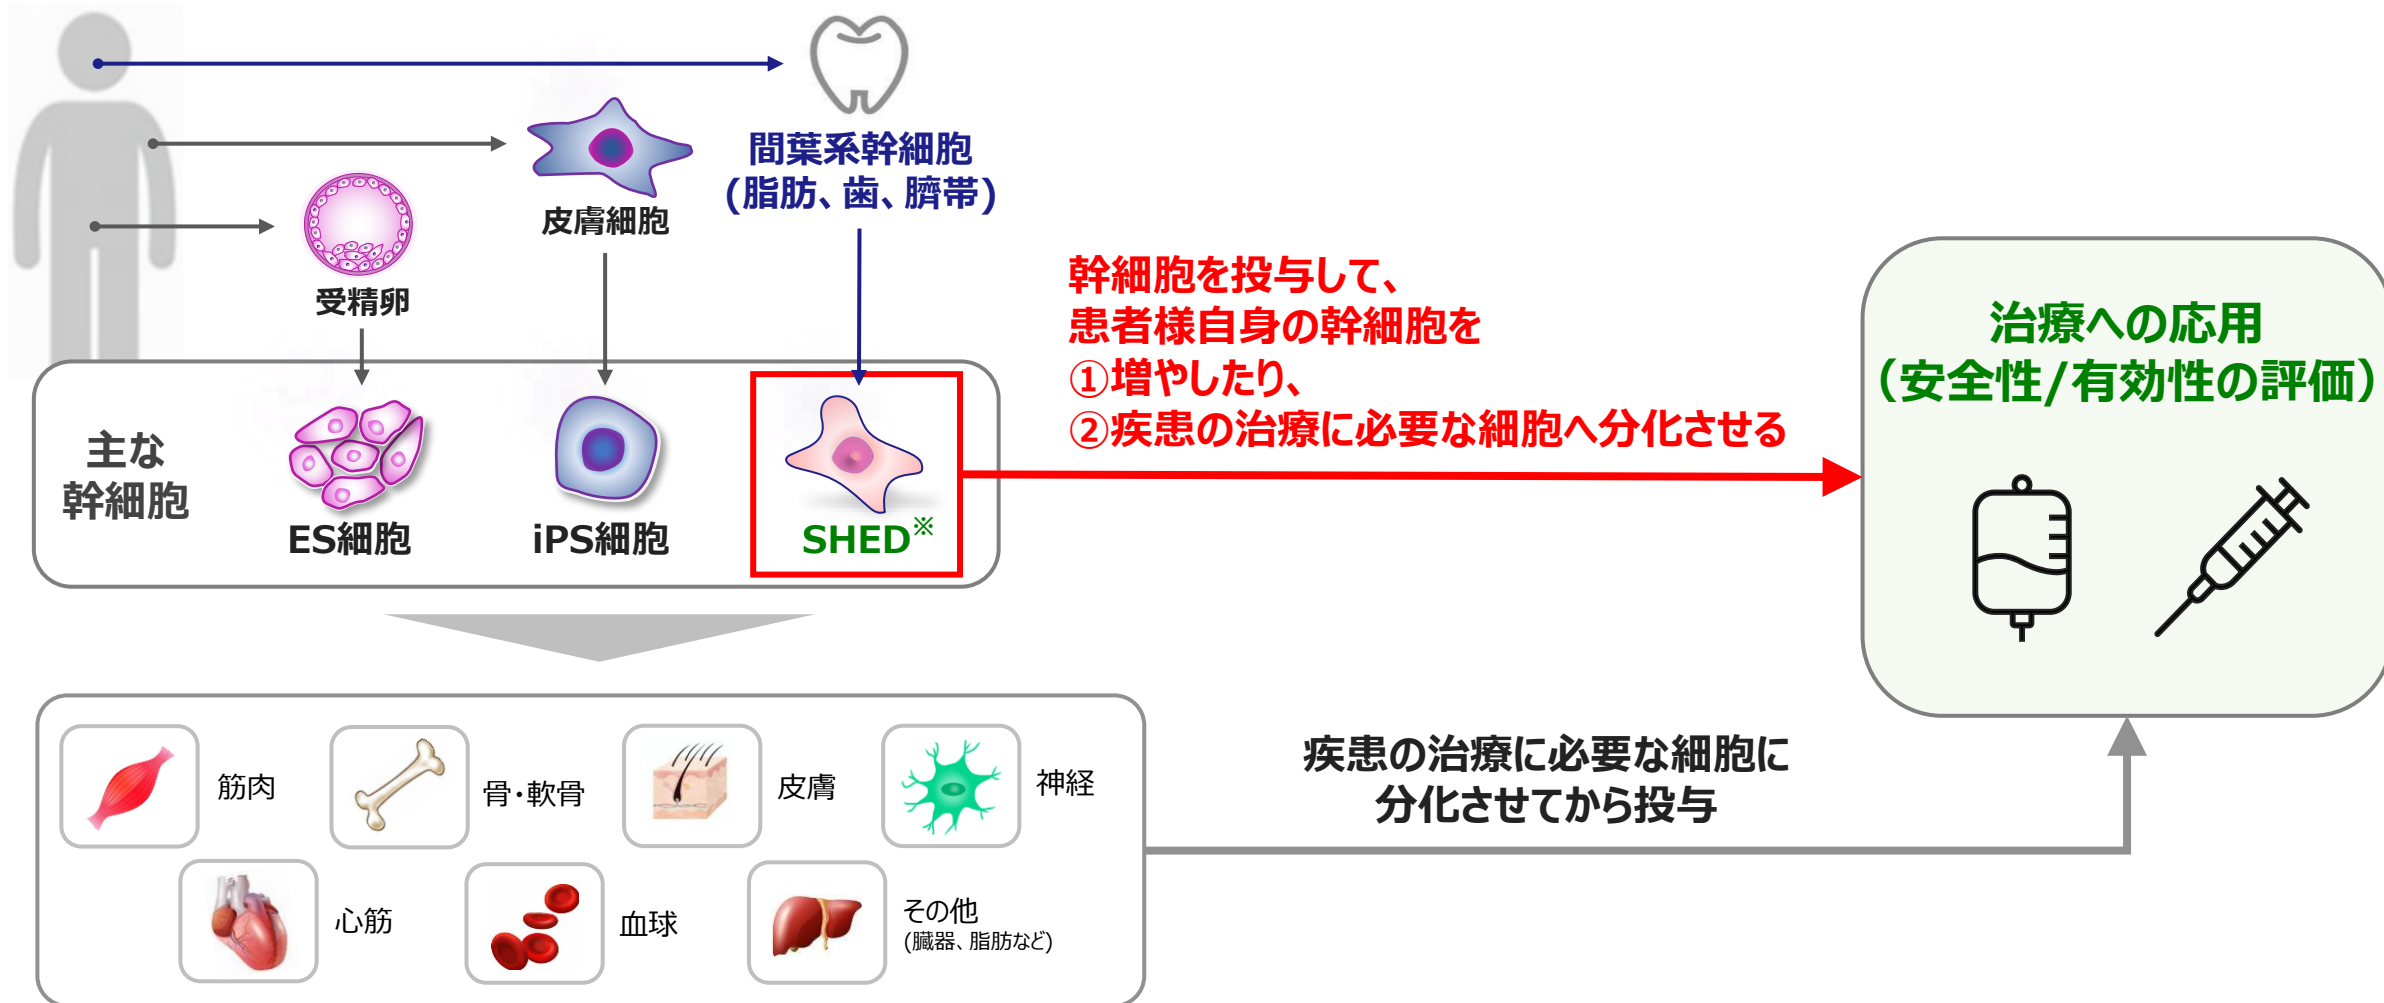 間葉系幹細胞
(脂肪、歯、臍帯)
皮膚細胞
受精卵
主な
幹細胞
ES細胞
iPS細胞
SHED※
幹細胞を投与して、
患者様自身の幹細胞を
①増やしたり、
②疾患の治療に必要な細胞へ分化させる
治療への応用
（安全性/有効性の評価）
筋肉
骨・軟骨
皮膚
神経
心筋
血球
その他
(臓器、脂肪など)
疾患の治療に必要な細胞に
分化させてから投与